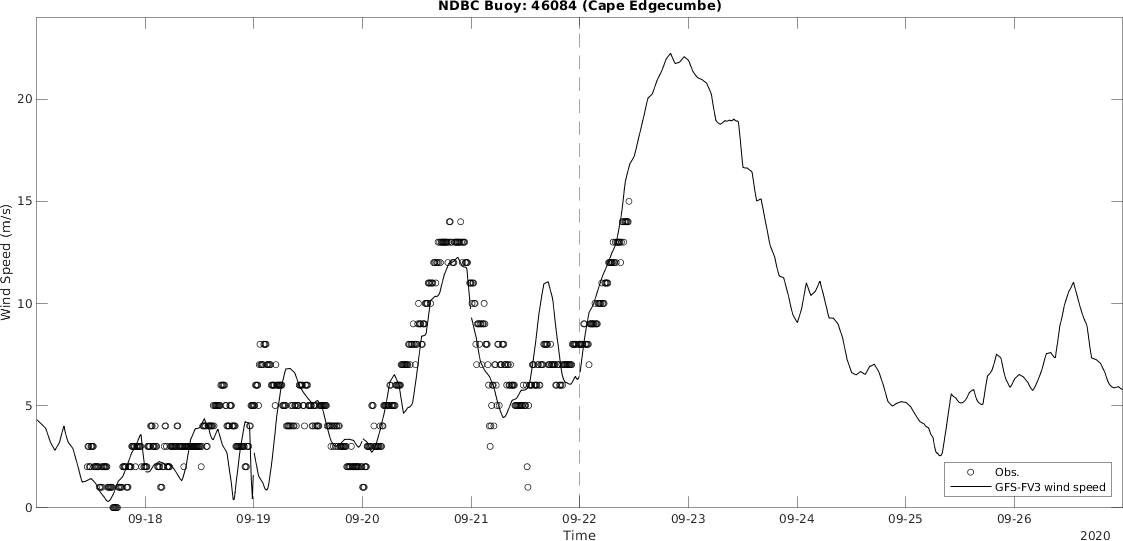 NDBC Buoy: 46084 (Cape Edgecumbe)
Wind Speed (m/s)
20
15
10
5
0
09-18 09-19 09-20 09-21 09-22 09-23 09-24 09-25 09-26
Time
2020
Obs.
GFS-FV3 wind speed